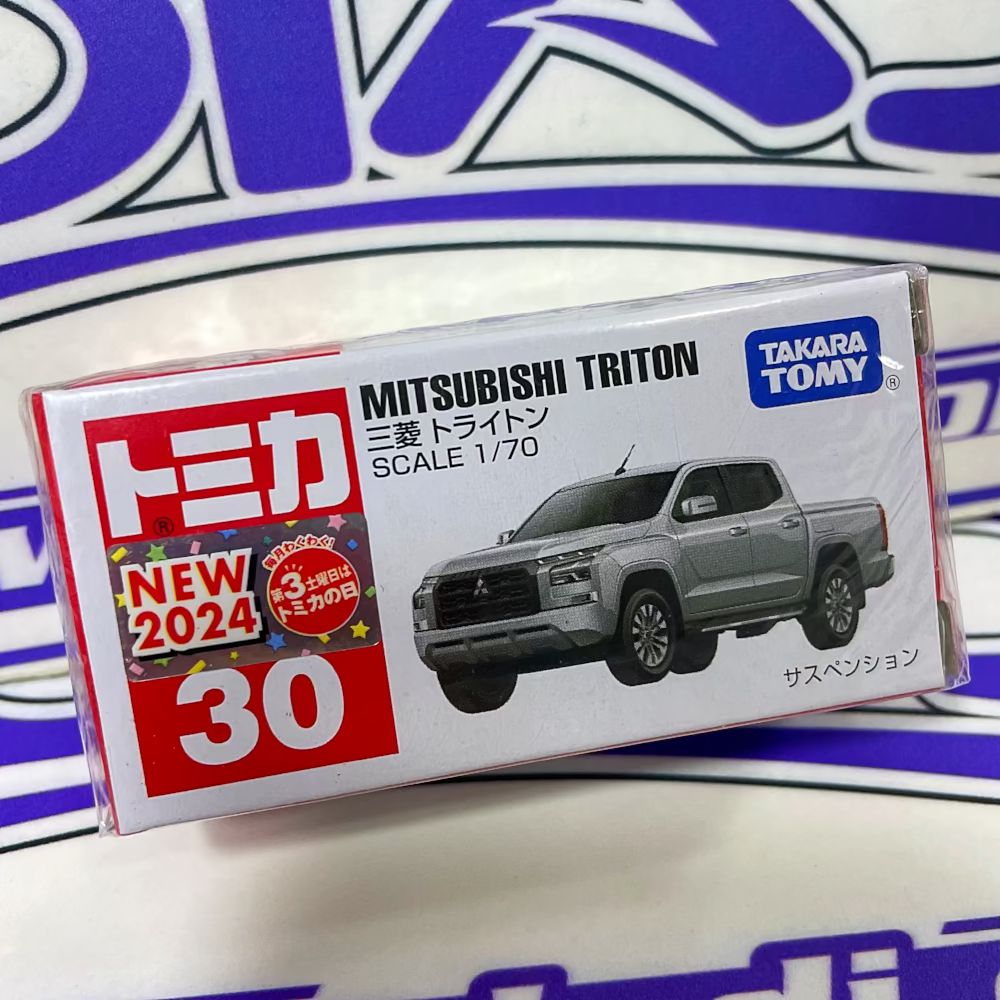 MITSUBISHI TRITON
三菱 トライトン
SCALE 1/70
TAKARA
TOMY
®
トミカ
®
NEW
2024
毎月わくわく!
第3土曜日は
トミカの日
30
サスペンション